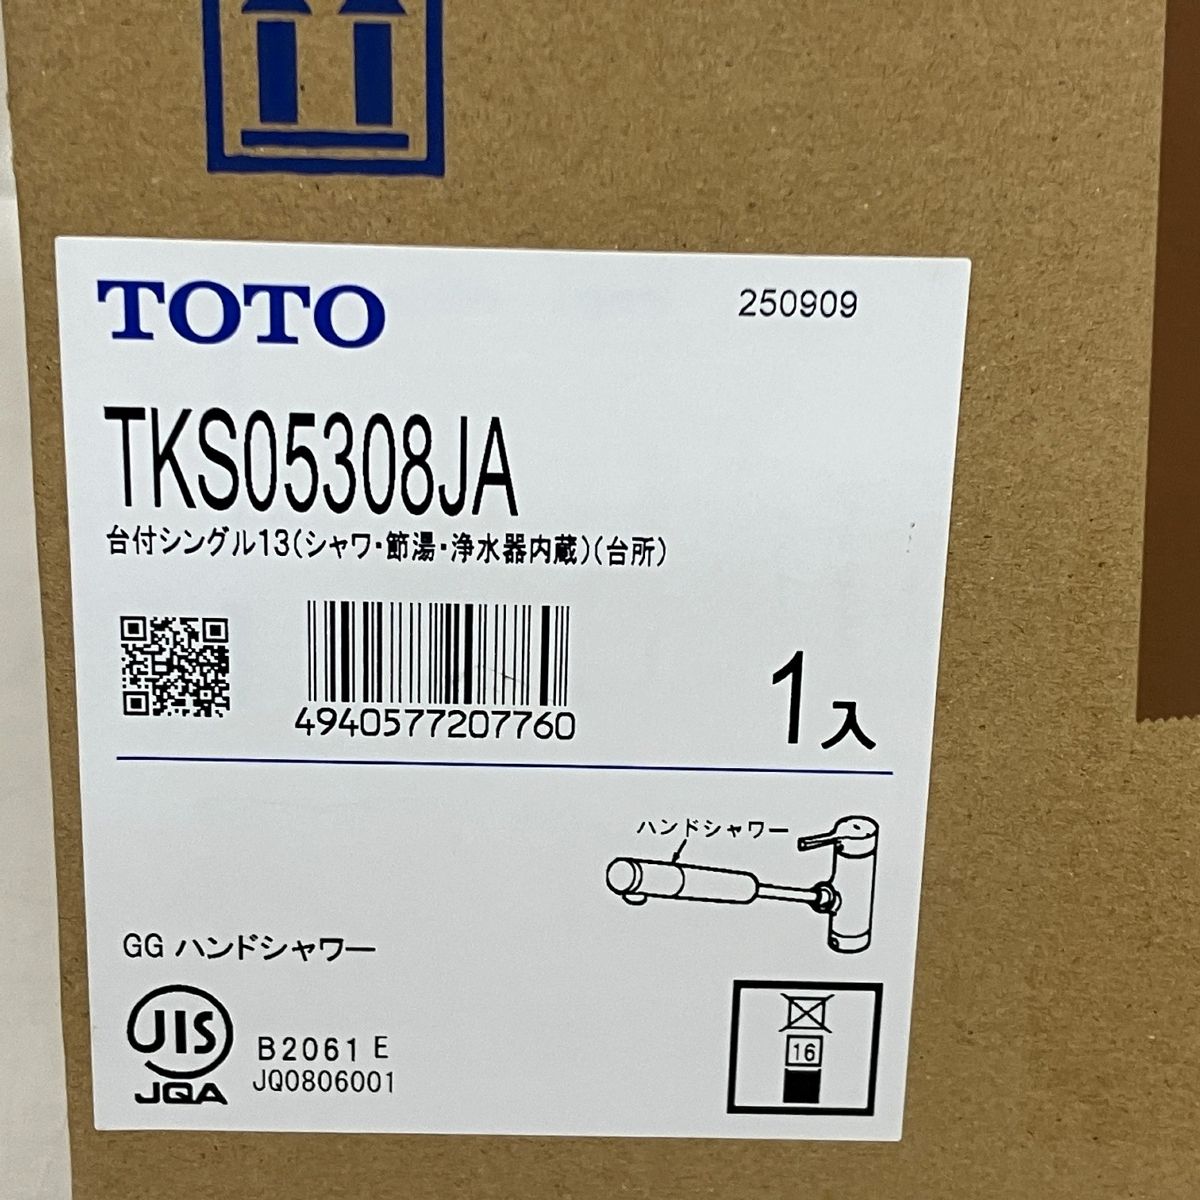 TOTO
250909
TKS05308JA
台付シングル13(シャワ・節湯・浄水器内蔵)(台所)
4940577207760
1入
ハンドシャワー
GG ハンドシャワー
JIS
B2061 E
JQA
JQ0806001
16